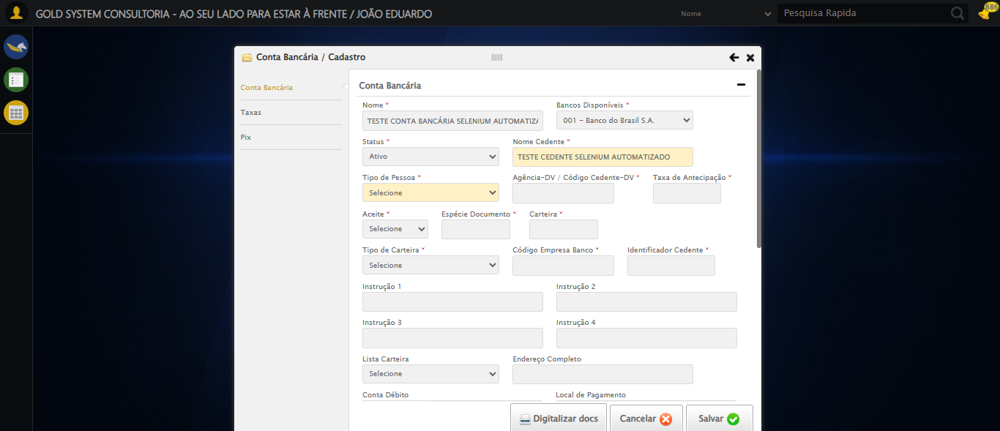 GOLD SYSTEM CONSULTORIA - AO SEU LADO PARA ESTAR À FRENTE / JOÃO EDUARDO
Nome
Pesquisa Rapida
886
Conta Bancária / Cadastro
Conta Bancária
Taxas
Pix
Conta Bancária
Nome *
Bancos Disponíveis *
TESTE CONTA BANCÁRIA SELENIUM AUTOMATIZA
001 - Banco do Brasil S.A.
Status *
Nome Cedente *
Ativo
TESTE CEDENTE SELENIUM AUTOMATIZADO
Tipo de Pessoa *
Agência-DV / Código Cedente-DV *
Taxa de Antecipação *
Selecione
Aceite *
Espécie Documento *
Carteira *
Selecione
Tipo de Carteira *
Código Empresa Banco *
Identificador Cedente *
Selecione
Instrução 1
Instrução 2
Instrução 3
Instrução 4
Lista Carteira
Endereço Completo
Selecione
Conta Débito
Local de Pagamento
Digitalizar docs
Cancelar
Salvar